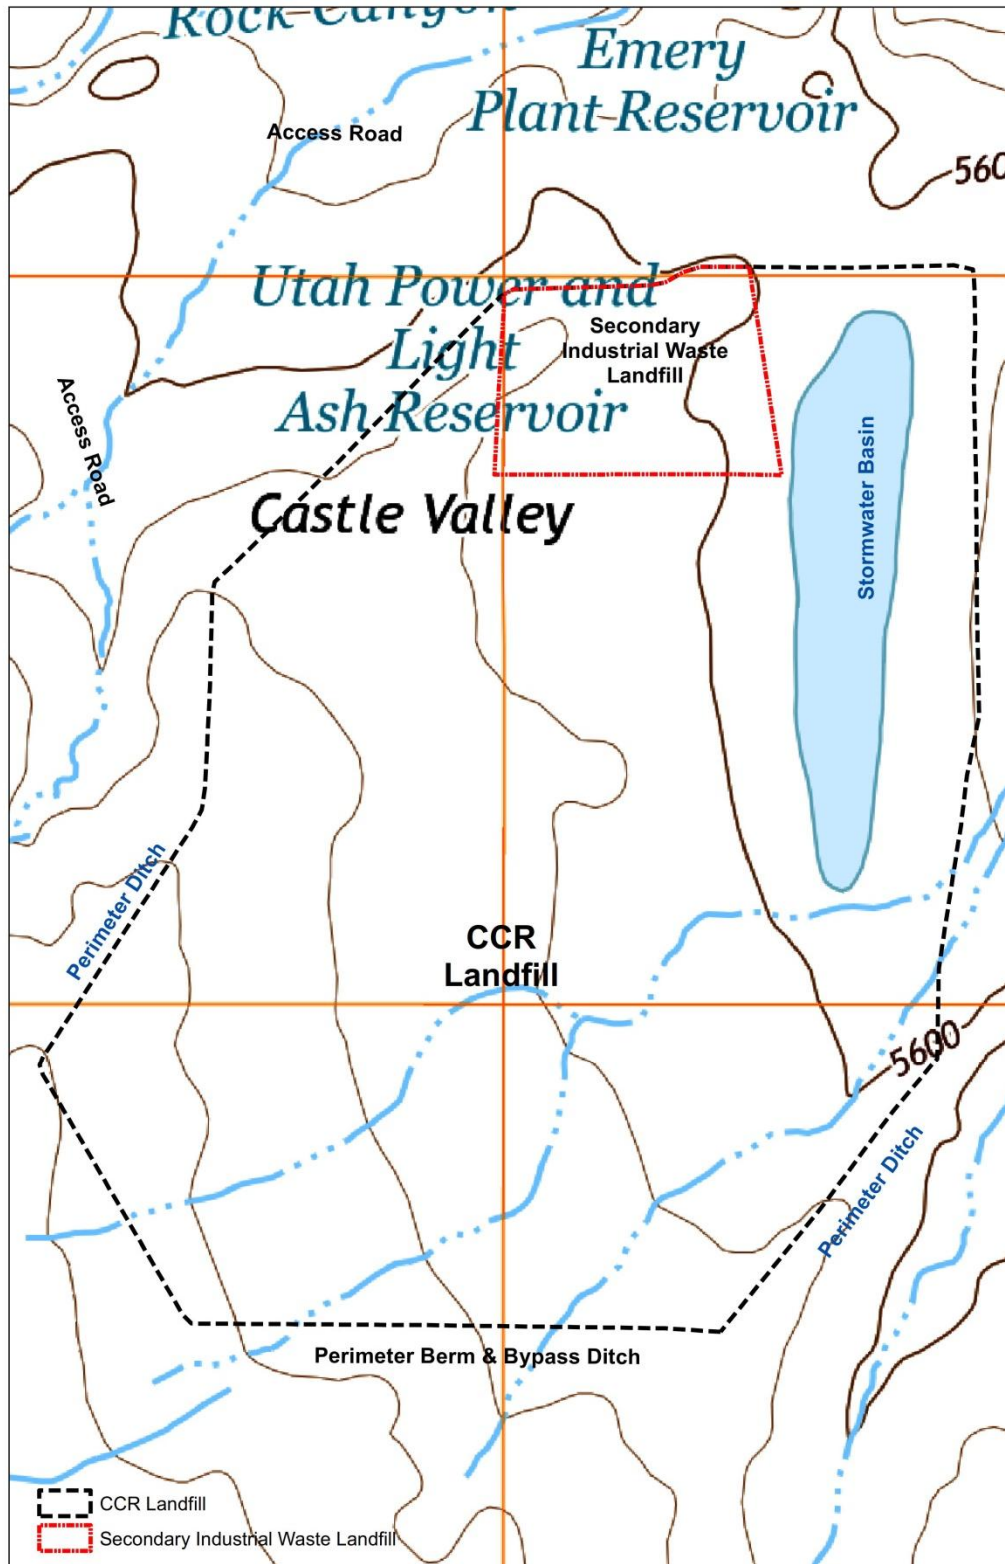 Rock Canyon
Emery
Plant Reservoir
Access Road
560
Utah Power and
Light
Ash Reservoir
Secondary
Industrial Waste
Landfill
Access Road
Castle Valley
Stormwater Basin
Perimeter Ditch
CCR
Landfill
5600
Perimeter Ditch
Perimeter Berm & Bypass Ditch
CCR Landfill
Secondary Industrial Waste Landfill